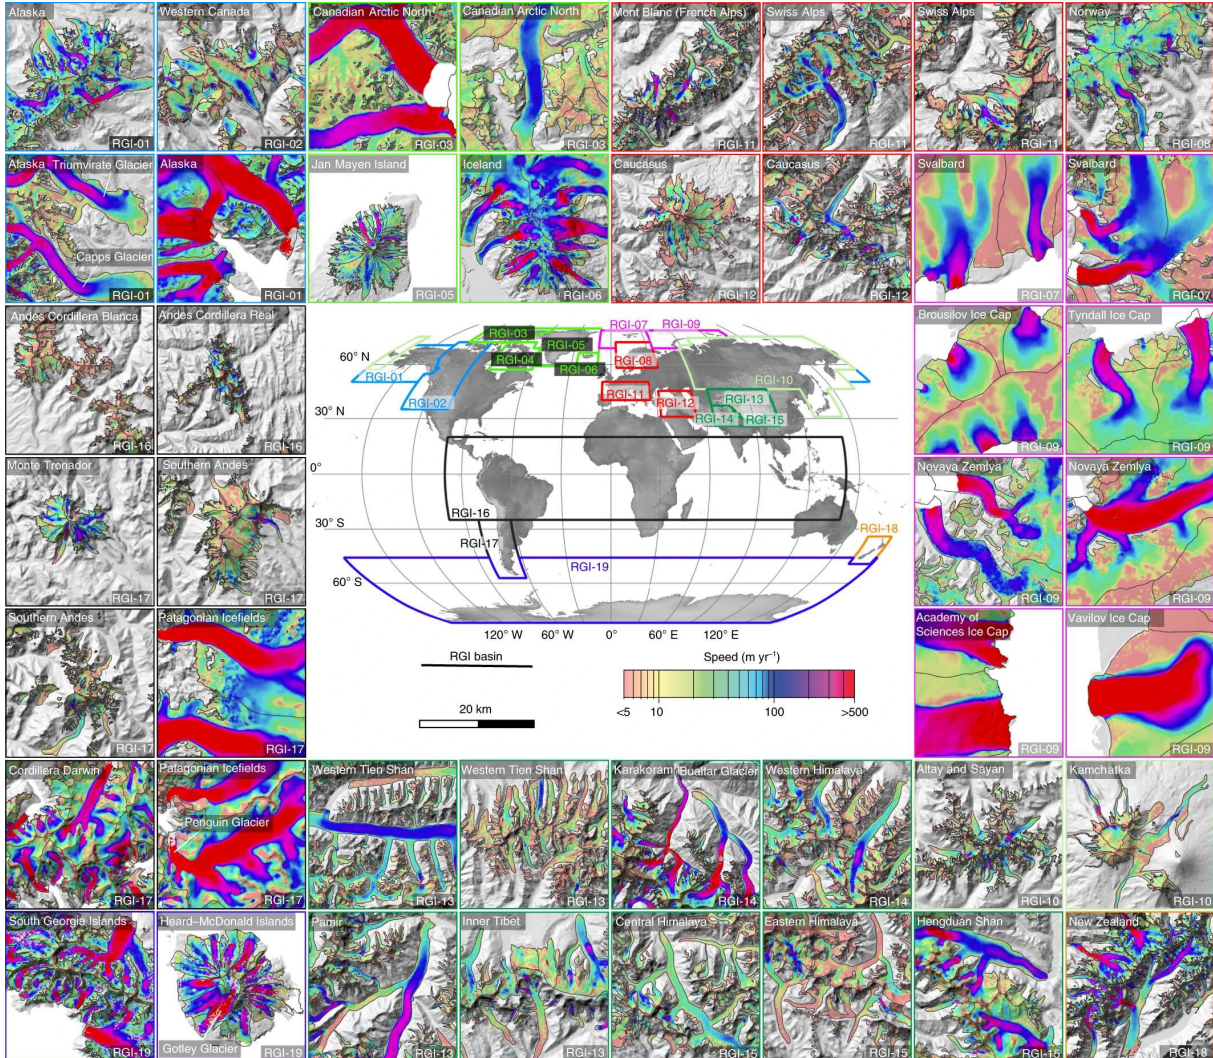 Alaska
RGI-01
Western Canada
RGI-02
Canadian Arctic North
RGI-03
Canadian Arctic North
RGI-03
Mont Blanc (French Alps)
RGI-11
Swiss Alps
RGI-11
Swiss Alps
RGI-11
Norway
RGI-08
Alaska
Triumvirate Glacier
Capps Glacier
RGI-01
Alaska
RGI-01
Jan Mayen Island
RGI-05
Iceland
RGI-06
Caucasus
RGI-12
Caucasus
RGI-12
Svalbard
RGI-07
Svalbard
RGI-07
Andes Cordillera Blanca
RGI-16
Andes Cordillera Real
RGI-16
Brousilov Ice Cap
RGI-09
Tyndall Ice Cap
RGI-09
RGI-03
RGI-07
RGI-09
RGI-05
RGI-04
RGI-08
RGI-06
60° N
RGI-01
RGI-10
RGI-02
RGI-11
RGI-12
RGI-13
RGI-14
RGI-15
30° N
0°
RGI-16
30° S
RGI-17
RGI-18
RGI-19
60° S
120° W
60° W
0°
60° E
120° E
RGI basin
20 km
Speed (m yr⁻¹)
<5
10
100
>500
Monte Tronador
RGI-17
Southern Andes
RGI-17
Novaya Zemlya
RGI-09
Novaya Zemlya
RGI-09
Southern Andes
RGI-17
Patagonian Icefields
RGI-17
Academy of
Sciences Ice Cap
RGI-09
Vavilov Ice Cap
RGI-09
Cordillera Darwin
RGI-17
Patagonian Icefields
Penguin Glacier
RGI-17
Western Tien Shan
RGI-13
Western Tien Shan
RGI-13
Karakoram
Bualtar Glacier
RGI-14
Western Himalaya
RGI-14
Altay and Sayan
RGI-10
Kamchatka
RGI-10
South Georgia Islands
RGI-19
Heard–McDonald Islands
Gotley Glacier
RGI-19
Pamir
RGI-13
Inner Tibet
RGI-13
Central Himalaya
RGI-15
Eastern Himalaya
RGI-15
Hengduan Shan
RGI-15
New Zealand
RGI-18